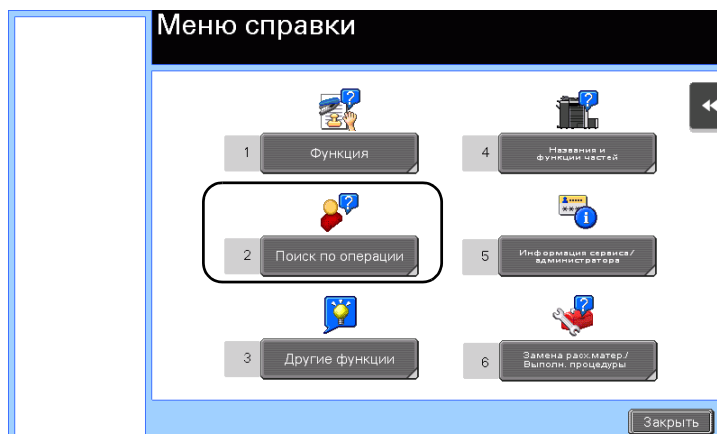 Меню справки
1 Функция
2 Поиск по операции
3 Другие функции
4 Названия и
функции частей
5 Информация сервиса/
администратора
6 Замена расх.матер./
Выполн. процедуры
Закрыть